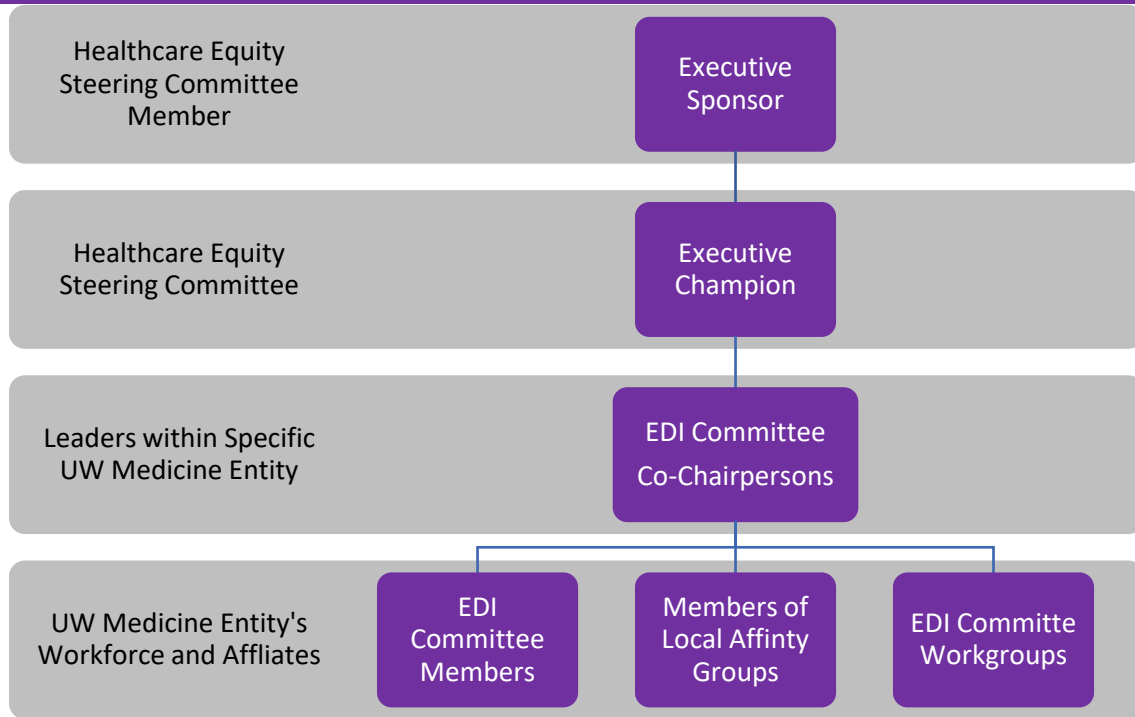 Healthcare Equity
Steering Committee
Member
Executive
Sponsor
Healthcare Equity
Steering Committee
Executive
Champion
Leaders within Specific
UW Medicine Entity
EDI Committee
Co-Chairpersons
UW Medicine Entity's
Workforce and Affliates
EDI
Committee
Members
Members of
Local Affinty
Groups
EDI Committe
Workgroups